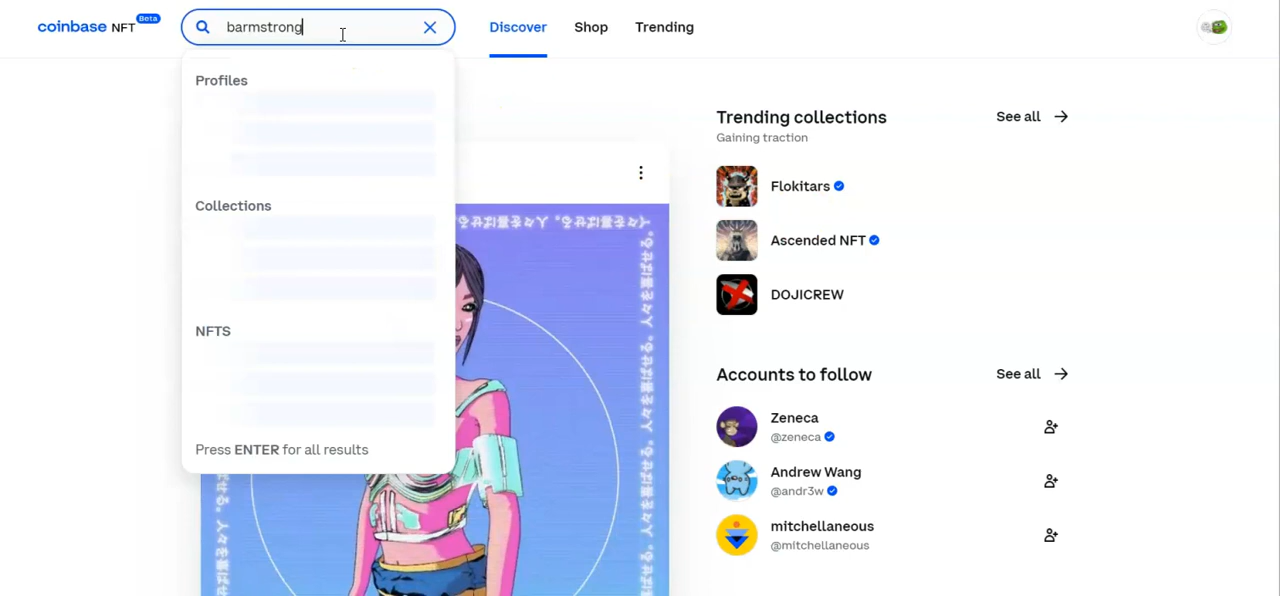 coinbase NFT Beta
barmstrong
Discover
Shop
Trending
Profiles
Collections
NFTS
Press ENTER for all results
Trending collections
See all
Gaining traction
Flokitars
Ascended NFT
DOJICREW
Accounts to follow
See all
Zeneca
@zeneca
Andrew Wang
@andr3w
mitchellaneous
@mitchellaneous